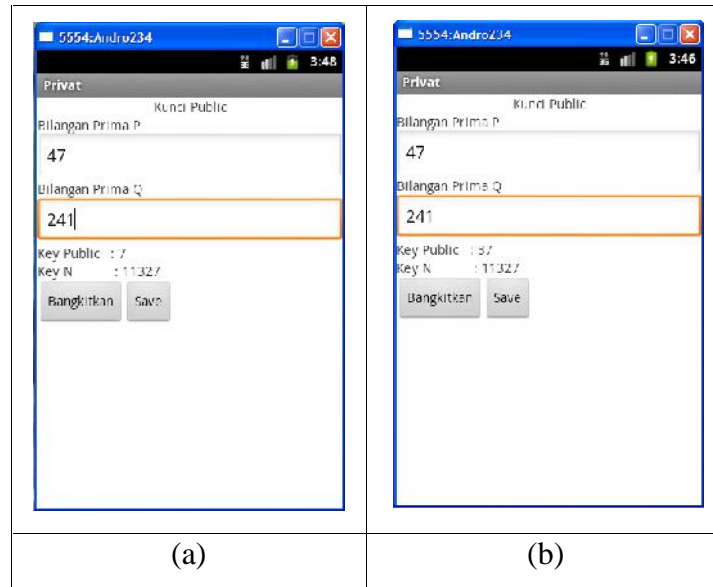 5554:Andro234
3:48
Privat
Kunci Public
Bilangan Prima P
47
Bilangan Prima Q
241
Key Public : 7
Key N : 11327
Bangkitkan Save
(a)
5554:Andro234
3:46
Privat
Kunci Public
Bilangan Prima P
47
Bilangan Prima Q
241
Key Public : 37
Key N : 11327
Bangkitkan Save
(b)